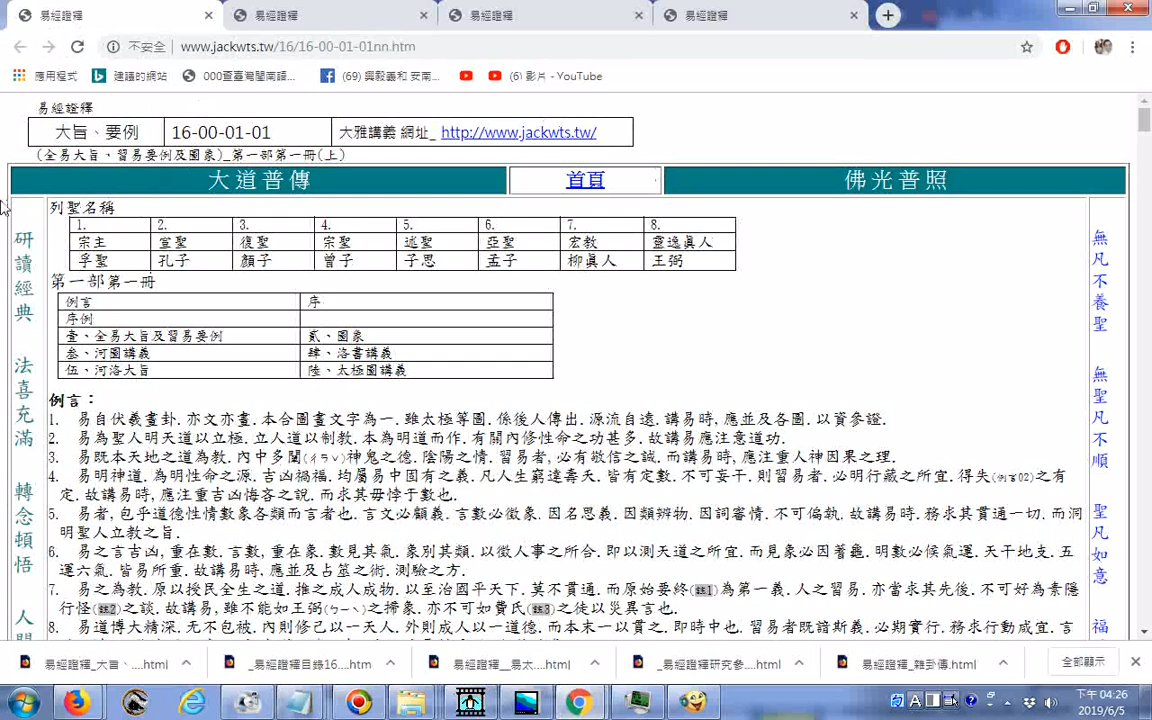 易經證釋
易經證釋
易經證釋
易經證釋
不安全
www.jackwts.tw/16/16-00-01-01nn.htm
應用程式
建議的網站
000查臺灣閩南語...
(69) 與毅義和 安南...
(6) 影片 - YouTube
易經證釋
大旨、要例
16-00-01-01
大雅講義 網址_ http://www.jackwts.tw/
(全易大旨、習易要例及圖象)_第一部第一冊(上)
大道普傳
首頁
佛光普照
列聖名稱
1. 2. 3. 4. 5. 6. 7. 8.
宗主 宣聖 復聖 宗聖 述聖 亞聖 宏教 靈逸眞人
孚聖 孔子 顏子 曾子 子思 孟子 柳眞人 王弼
第一部第一冊
例言 序
序例
壹、全易大旨及習易要例 貳、圖象
叁、河圖講義 肆、洛書講義
伍、河洛大旨 陸、太極圖講義
例言：
1. 易自伏羲畫卦. 亦文亦畫. 本合圖畫文字為一. 雖太極等圖. 係後人傳出. 源流自遠. 講易時, 應並及各圖. 以資參證.
2. 易為聖人明天道以立極. 立人道以制教. 本為明道而作. 有關內修性命之功甚多. 故講易應注意道功.
3. 易既本天地之道為教. 內中多闡(ㄔㄢˇ)神鬼之德. 陰陽之情. 習易者, 必有敬信之誠. 而講易時, 應注重人神因果之理.
4. 易明神道. 為明性命之源. 吉凶禍福. 均屬易中固有之義. 凡人生窮達壽夭. 皆有定數. 不可妄干. 則習易者. 必明行藏之所宜. 得失(例言02)之有
定. 故講易時, 應注重吉凶悔吝之說. 而求其毋悖于數也.
5. 易者, 包乎道德性情數象各類而言者也. 言文必顧義. 言數必徵象. 因名思義. 因類辨物. 因詞審情. 不可偏執. 故講易時. 務求其貫通一切. 而洞
明聖人立教之旨.
6. 易之言吉凶, 重在數. 言數, 重在象. 數見其氣. 象別其類. 以徵人事之所合. 即以測天道之所宜. 而見象必因蓍龜. 明數必候氣運. 天干地支. 五
運六氣. 皆易所重. 故講易時, 應並及占筮之術. 測驗之方.
7. 易之為教. 原以授民全生之道. 推之成人成物. 以至治國平天下. 莫不貫通. 而原始要終(註1)為第一義. 人之習易. 亦當求其先後. 不可好為素隱
行怪(註2)之談. 故講易, 雖不能如王弼(ㄅㄧˋ)之掃象. 亦不可如費氏(註3)之徒以災異言也.
8. 易道博大精深. 无不包被. 內則修己以一天人. 外則成人以一道德. 而本末一以貫之. 即時中也. 習易者既諳斯義. 必期實行. 務求行動咸宜. 言
研讀經典 法喜充滿 轉念頓悟 人
無凡不養聖 無聖凡不順 聖凡如意 福
易經證釋_大旨、....html
_易經證釋目錄16....htm
易經證釋__易太....html
_易經證釋研究參....html
易經證釋_雜卦傳.html
全部顯示
下午 04:26
2019/6/5